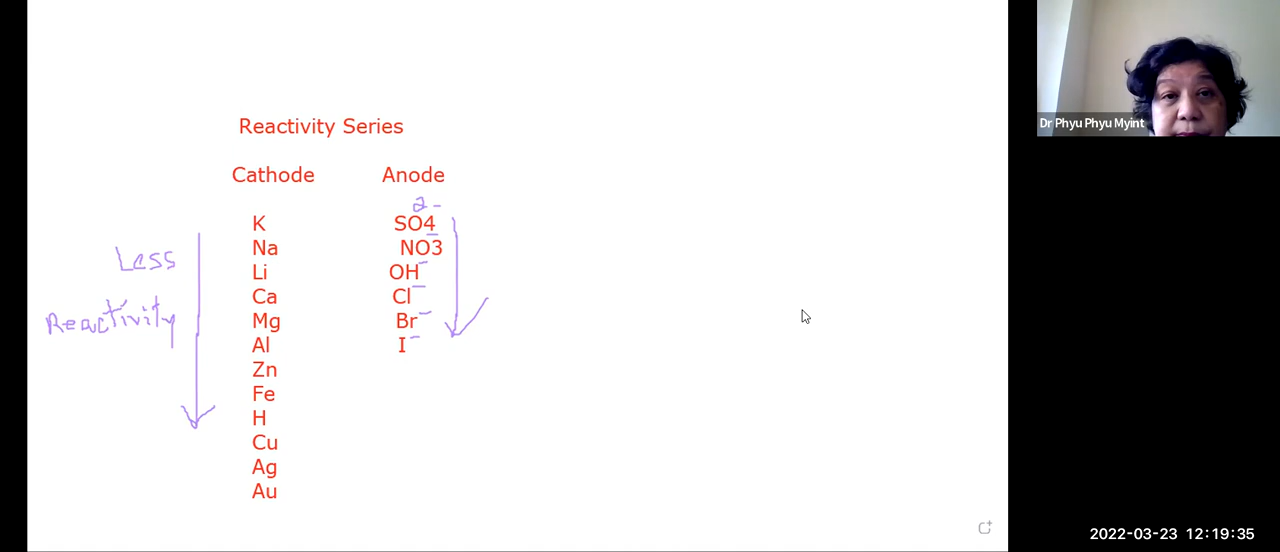 Reactivity Series
Cathode Anode
2-
K SO4
Na NO3
Less
Li OH-
Ca Cl-
Reactivity
Mg Br-
Al I-
Zn
Fe
H
Cu
Ag
Au
Dr Phyu Phyu Myint
2022-03-23 12:19:35